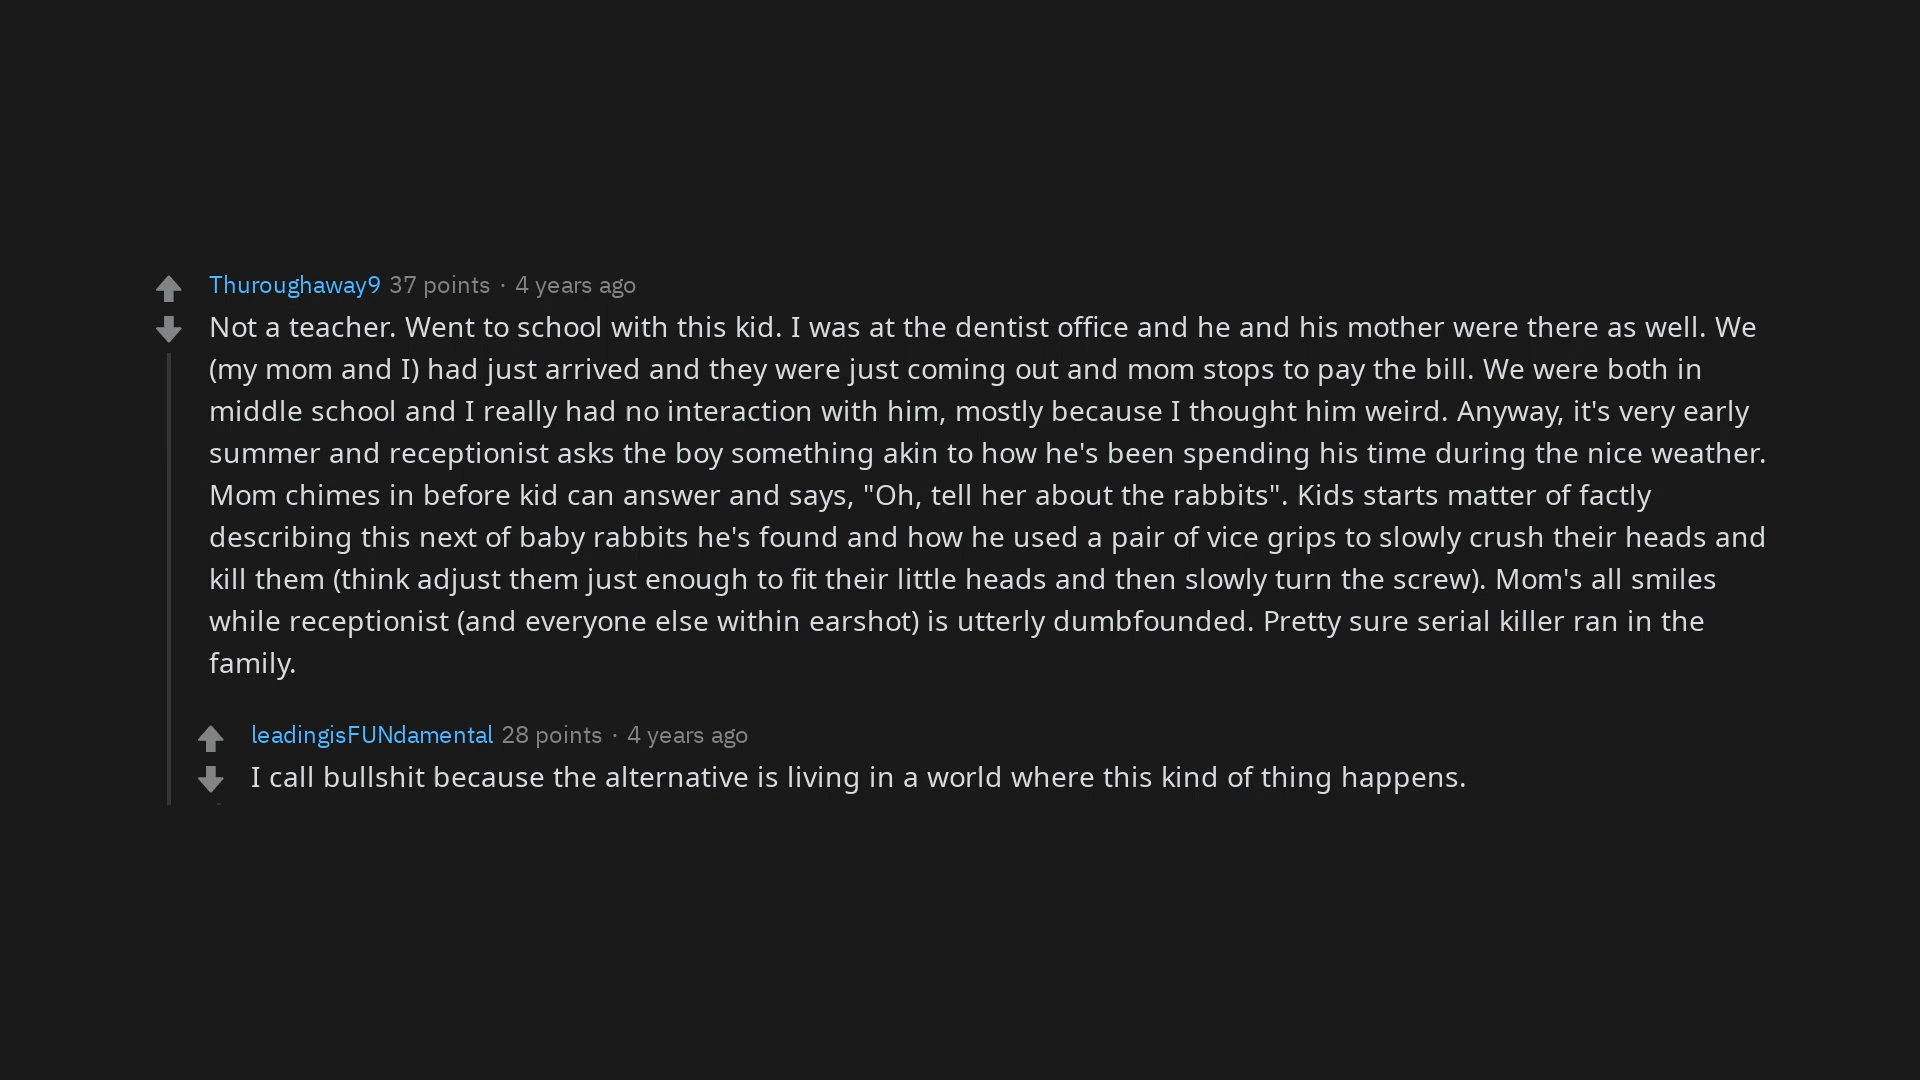 Thuroughaway9 37 points · 4 years ago
Not a teacher. Went to school with this kid. I was at the dentist office and he and his mother were there as well. We
(my mom and I) had just arrived and they were just coming out and mom stops to pay the bill. We were both in
middle school and I really had no interaction with him, mostly because I thought him weird. Anyway, it's very early
summer and receptionist asks the boy something akin to how he's been spending his time during the nice weather.
Mom chimes in before kid can answer and says, "Oh, tell her about the rabbits". Kids starts matter of factly
describing this next of baby rabbits he's found and how he used a pair of vice grips to slowly crush their heads and
kill them (think adjust them just enough to fit their little heads and then slowly turn the screw). Mom's all smiles
while receptionist (and everyone else within earshot) is utterly dumbfounded. Pretty sure serial killer ran in the
family.
leadingisFUNdamental 28 points · 4 years ago
I call bullshit because the alternative is living in a world where this kind of thing happens.